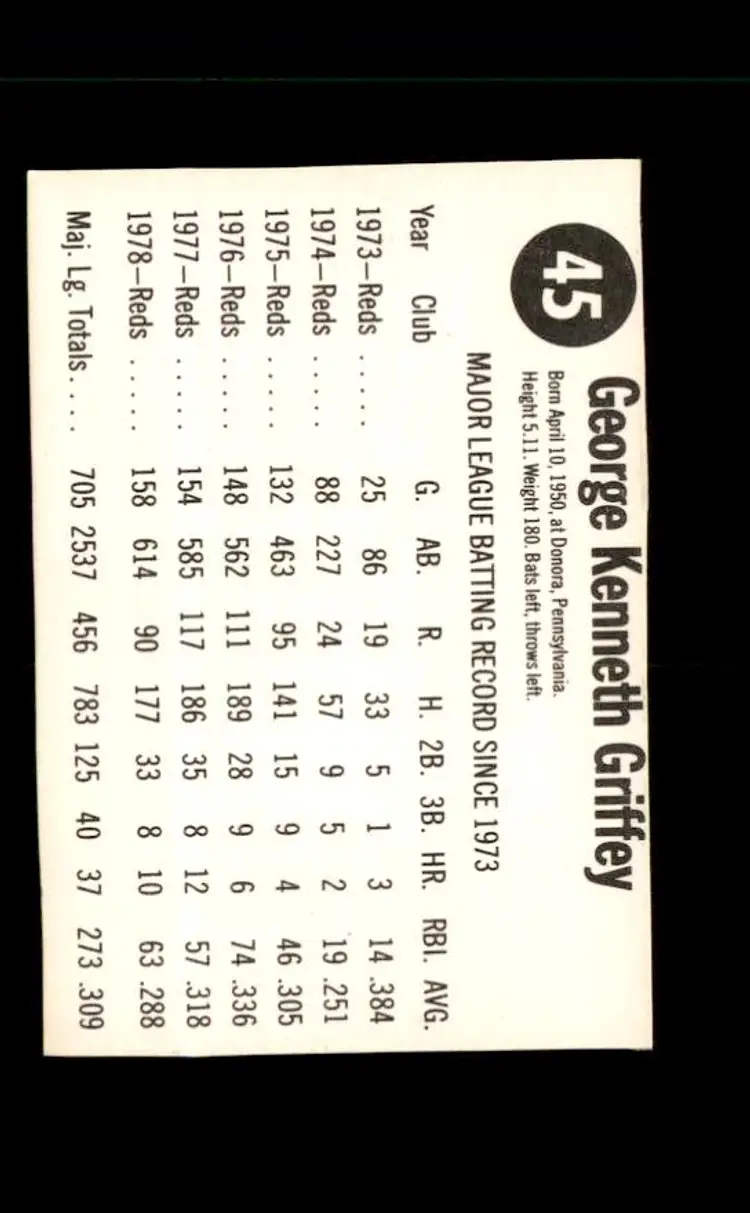 45
George Kenneth Griffey
Born April 10, 1950, at Donora, Pennsylvania.
Height 5.11. Weight 180. Bats left, throws left.
MAJOR LEAGUE BATTING RECORD SINCE 1973
Year Club G. AB. R. H. 2B. 3B. HR. RBI. AVG.
1973—Reds ..... 25 86 19 33 5 1 3 14 .384
1974—Reds ..... 88 227 24 57 9 5 2 19 .251
1975—Reds ..... 132 463 95 141 15 9 4 46 .305
1976—Reds ..... 148 562 111 189 28 9 6 74 .336
1977—Reds ..... 154 585 117 186 35 8 12 57 .318
1978—Reds ..... 158 614 90 177 33 8 10 63 .288
Maj. Lg. Totals.... 705 2537 456 783 125 40 37 273 .309